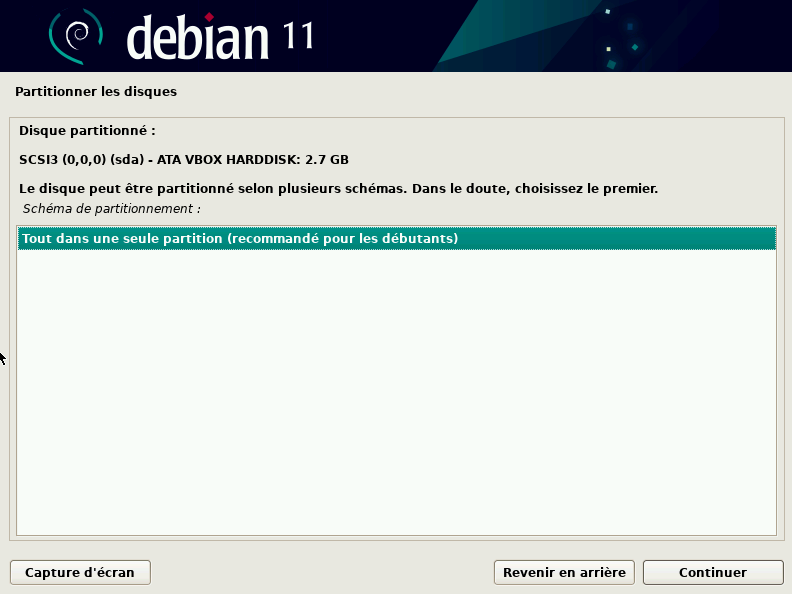 debian 11
Partitionner les disques
Disque partitionné :
SCSI3 (0,0,0) (sda) - ATA VBOX HARDDISK: 2.7 GB
Le disque peut être partitionné selon plusieurs schémas. Dans le doute, choisissez le premier.
Schéma de partitionnement :
Tout dans une seule partition (recommandé pour les débutants)
Capture d'écran Revenir en arrière Continuer